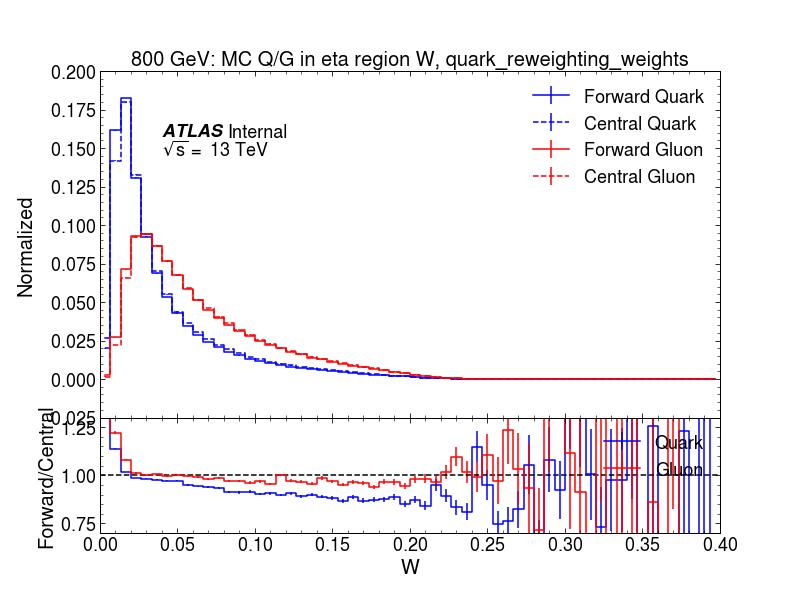 800 GeV: MC Q/G in eta region W, quark_reweighting_weights
0.200
0.175
0.150
0.125
0.100
0.075
0.050
0.025
0.000
0.025
Normalized
ATLAS Internal
√s = 13 TeV
Forward Quark
Central Quark
Forward Gluon
Central Gluon
1.25
1.00
0.75
Forward/Central
Quark
Gluon
0.00 0.05 0.10 0.15 0.20 0.25 0.30 0.35 0.40
W